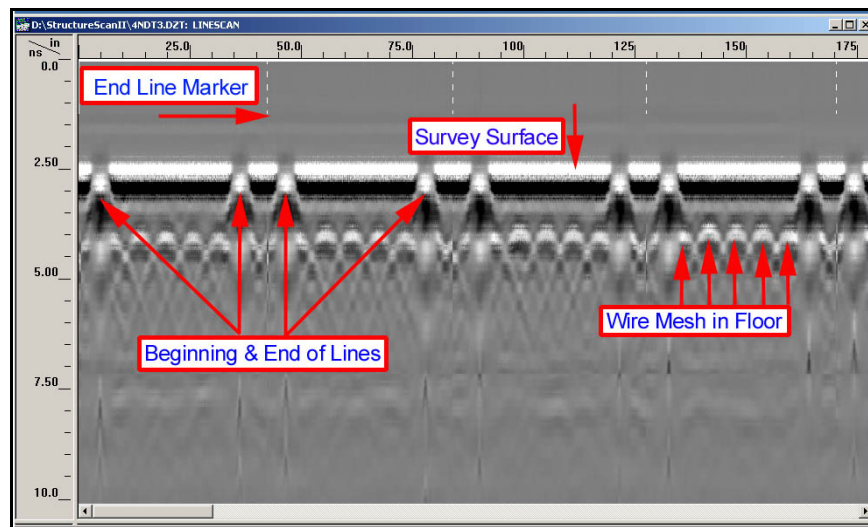 D:\StructureScanII\4NDT3.DZT: LINESCAN
in
ns
25.0 50.0 75.0 100 125 150 175
0.0
End Line Marker
Survey Surface
2.50
5.00
Wire Mesh in Floor
Beginning & End of Lines
7.50
10.0